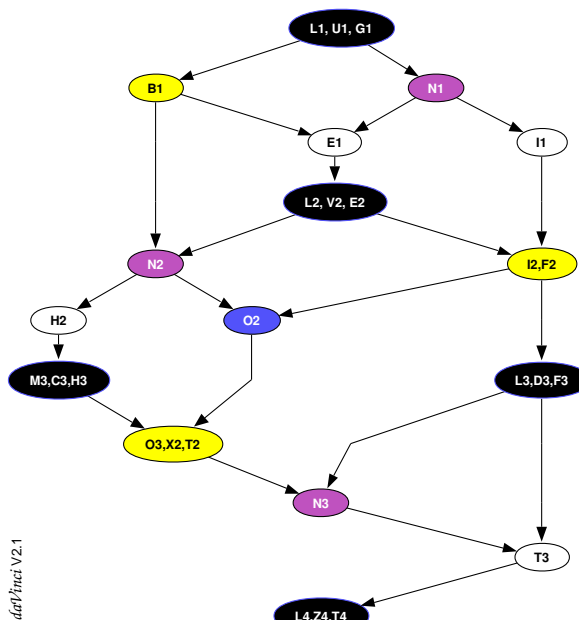 L1, U1, G1
B1
N1
E1
I1
L2, V2, E2
N2
I2,F2
H2
O2
M3,C3,H3
L3,D3,F3
O3,X2,T2
N3
T3
L4,Z4,T4
daVinci V2.1